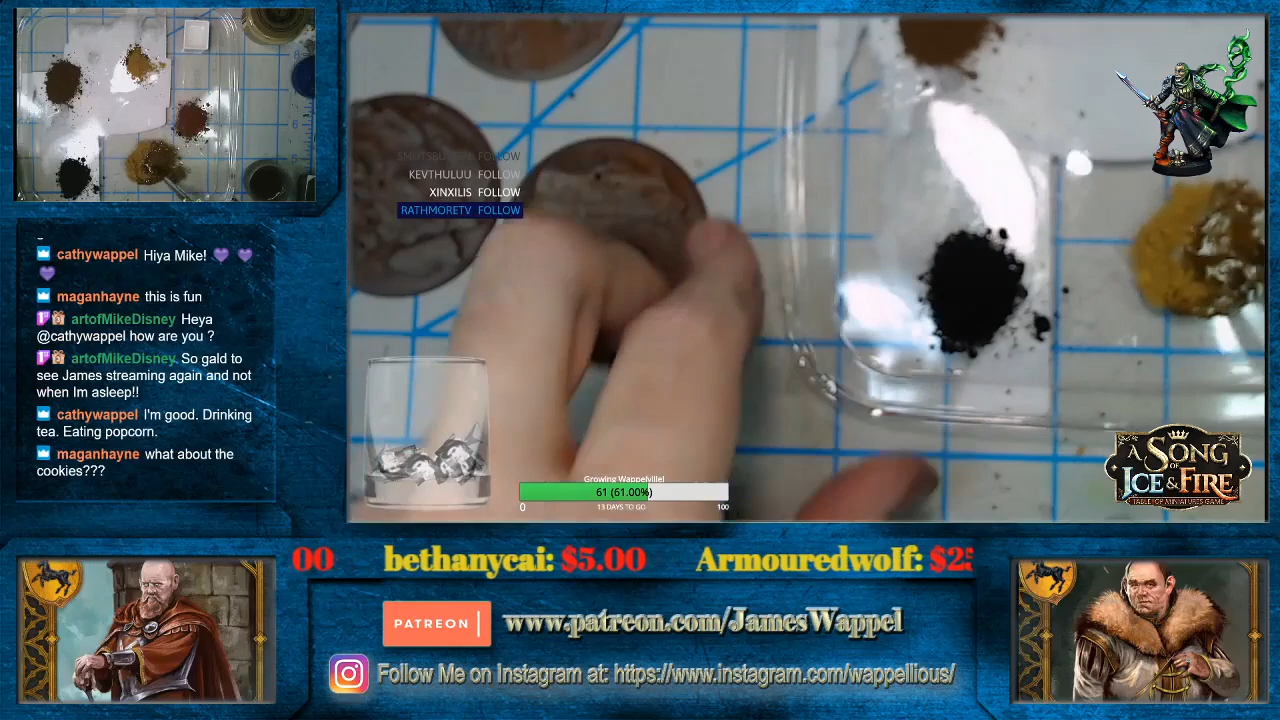 cathywappel Hiya Mike!
maganhayne this is fun
artofMikeDisney Heya
@cathywappel how are you ?
artofMikeDisney. So gald to
see James streaming again and not
when Im asleep!!
cathywappel I'm good. Drinking
tea. Eating popcorn.
maganhayne what about the
cookies???
KEVTHULUU FOLLOW
XINXILIS FOLLOW
RATHMORETV FOLLOW
Growing Wappelville!
61 (61.00%)
0 13 DAYS TO GO 100
A SONG
OF
ICE & FIRE
TABLETOP MINIATURES GAME
00 bethanycai: $5.00 Armouredwolf: $25
PATREON www.patreon.com/JamesWappel
Follow Me on Instagram at: https://www.instagram.com/wappellious/